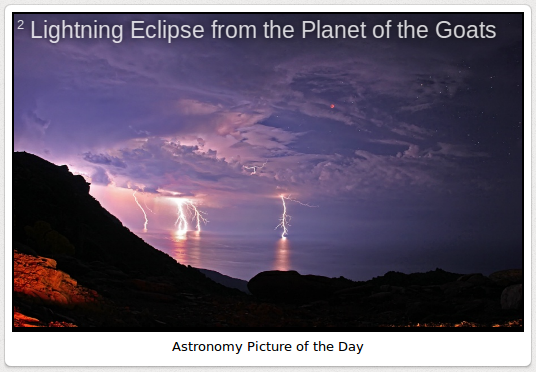 2 Lightning Eclipse from the Planet of the Goats
Astronomy Picture of the Day